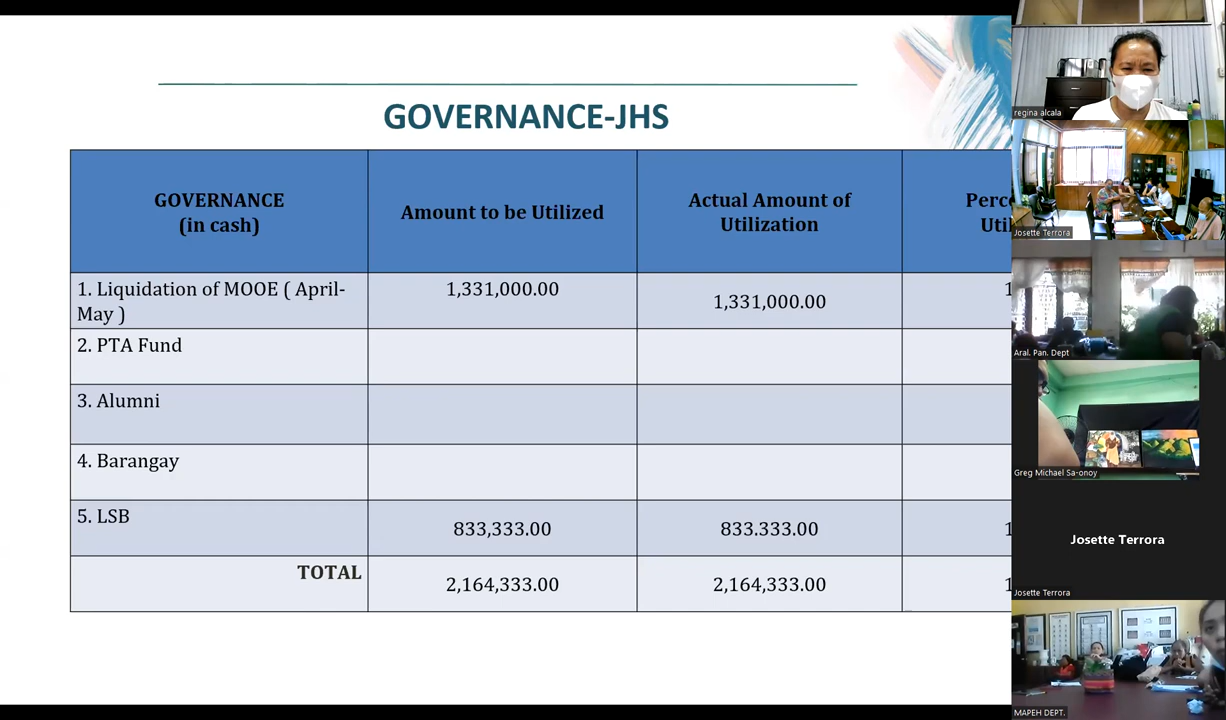 GOVERNANCE-JHS
GOVERNANCE
(in cash)
Amount to be Utilized
Actual Amount of
Utilization
1. Liquidation of MOOE ( April-
May )
1,331,000.00
1,331,000.00
2. PTA Fund
3. Alumni
4. Barangay
5. LSB
833,333.00
833.333.00
TOTAL
2,164,333.00
2,164,333.00
regina alcala
Josette Terrora
Aral. Pan. Dept
Greg Michael Sa-onoy
Josette Terrora
Josette Terrora
MAPEH DEPT.